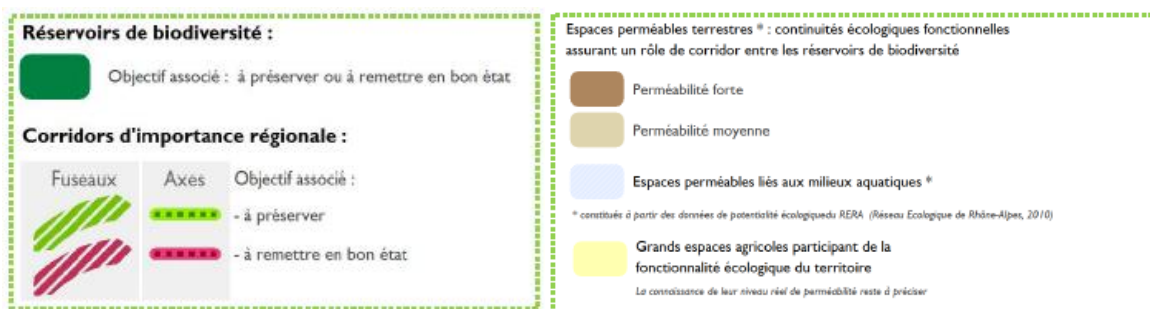 Réservoirs de biodiversité :
Objectif associé : à préserver ou à remettre en bon état
Corridors d'importance régionale :
Fuseaux Axes Objectif associé :
- à préserver
- à remettre en bon état
Espaces perméables terrestres * : continuités écologiques fonctionnelles
assurant un rôle de corridor entre les réservoirs de biodiversité
Perméabilité forte
Perméabilité moyenne
Espaces perméables liés aux milieux aquatiques *
* constitués à partir des données de potentialité écologiquedu RERA (Réseau Ecologique de Rhône-Alpes, 2010)
Grands espaces agricoles participant de la
fonctionnalité écologique du territoire
La connaissance de leur niveau réel de perméabilité reste à préciser